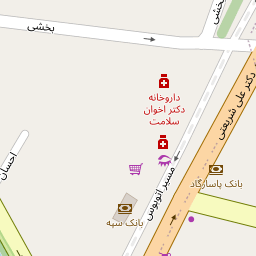 بخشی
بخشی
دکتر علی شریعتی
داروخانه
دکتر اخوان
سلامت
احسان
مسیر اتوبوس
بانک پاسارگاد
بانک سپه